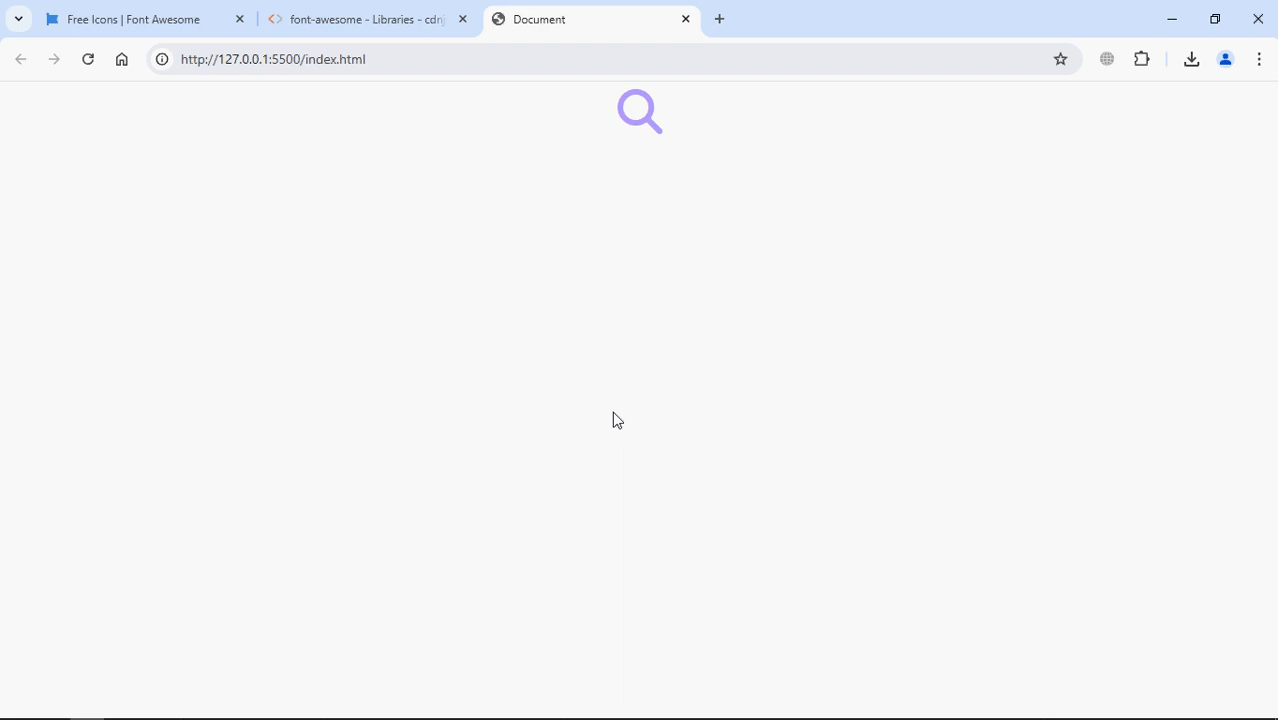 Free Icons | Font Awesome
font-awesome - Libraries - cdnj
Document
http://127.0.0.1:5500/index.html